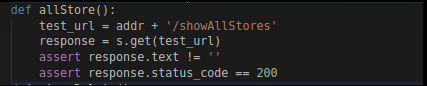 def allStore():
    test_url = addr + '/showAllStores'
    response = s.get(test_url)
    assert response.text != ''
    assert response.status_code == 200